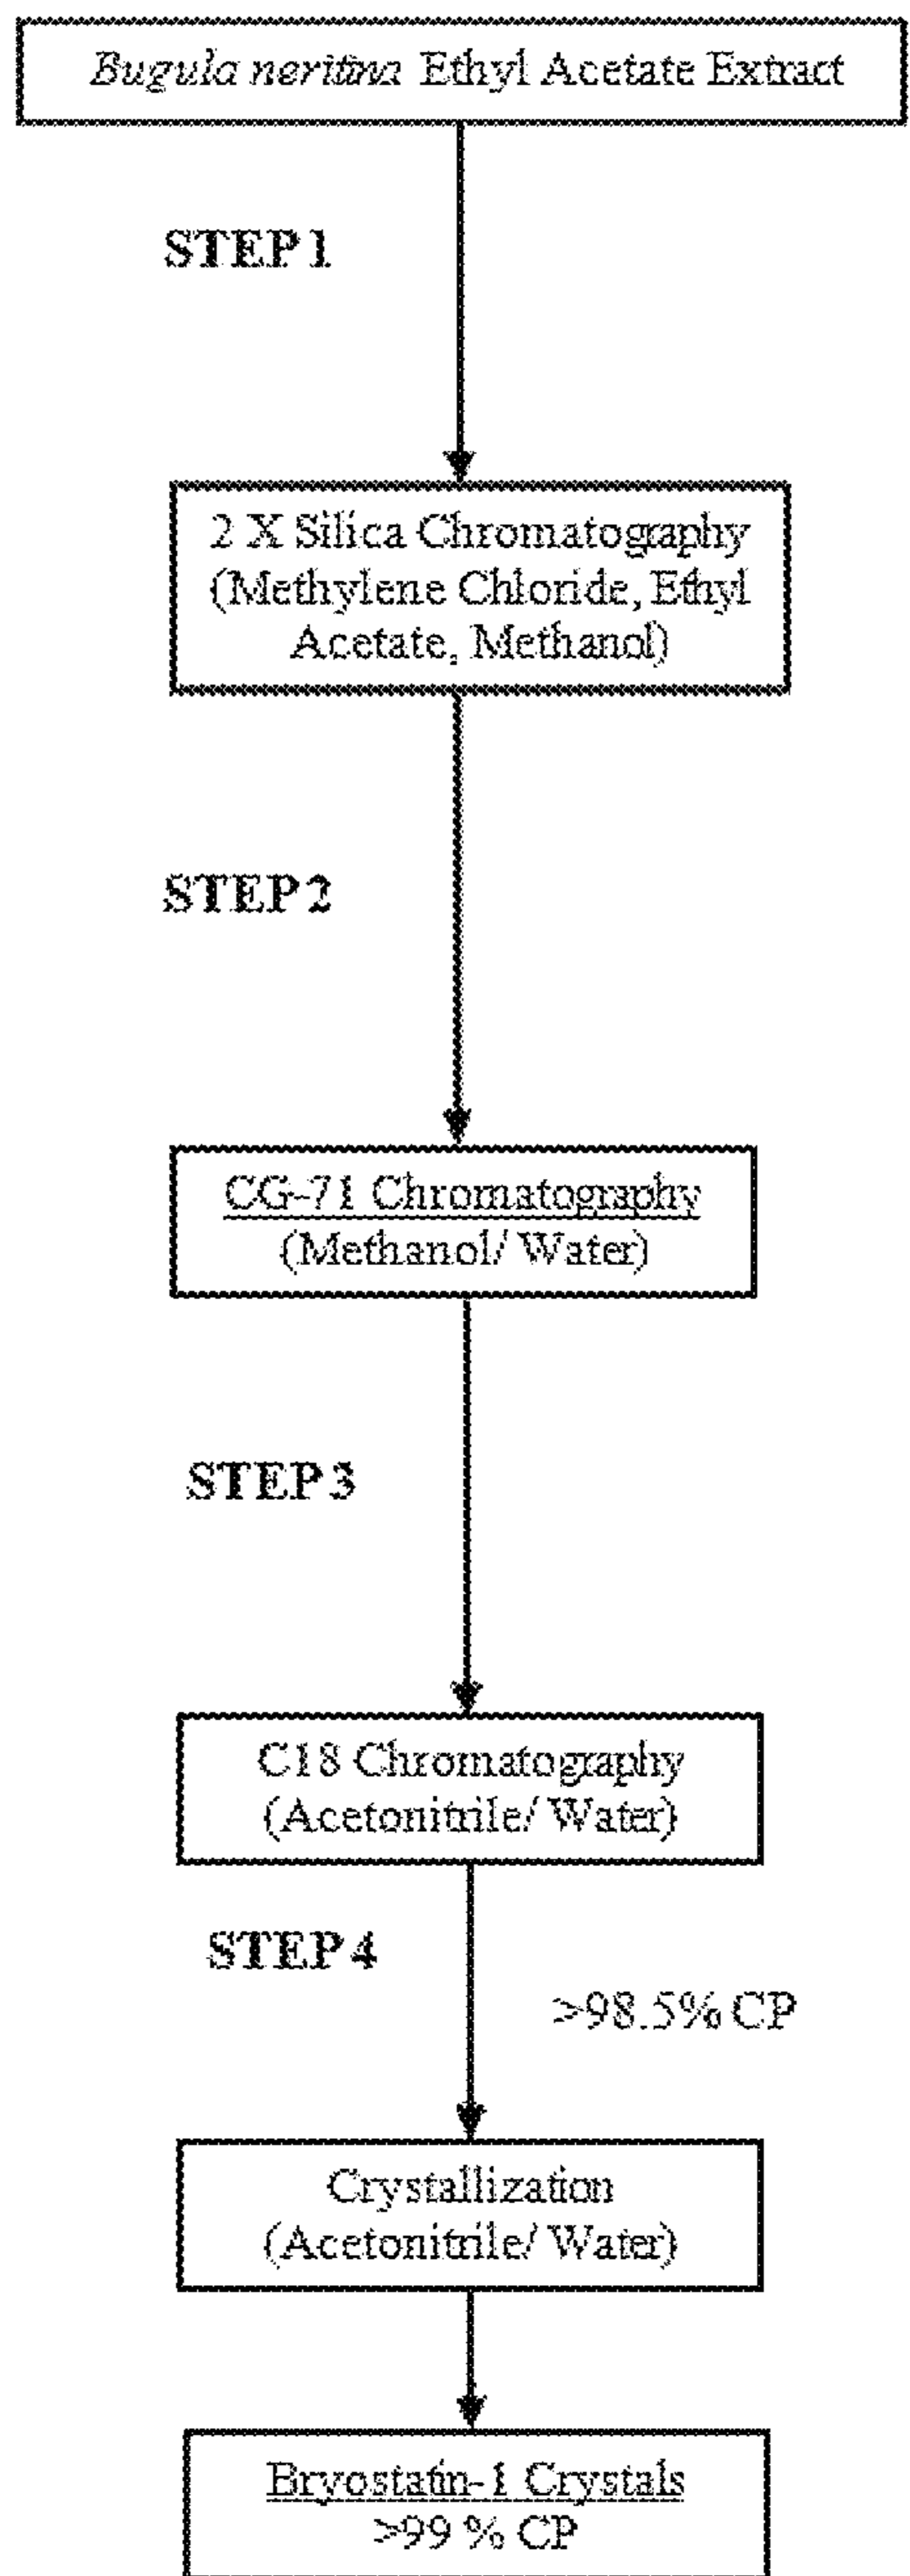 Bugula neritina Ethyl Acetate Extract
STEP 1
2 X Silica Chromatography
(Methylene Chloride, Ethyl
Acetate, Methanol)
STEP 2
CG-71 Chromatography
(Methanol/ Water)
STEP 3
C18 Chromatography
(Acetonitrile/ Water)
STEP 4
>98.5% CP
Crystallization
(Acetonitrile/ Water)
Bryostatin-1 Crystals
>99 % CP